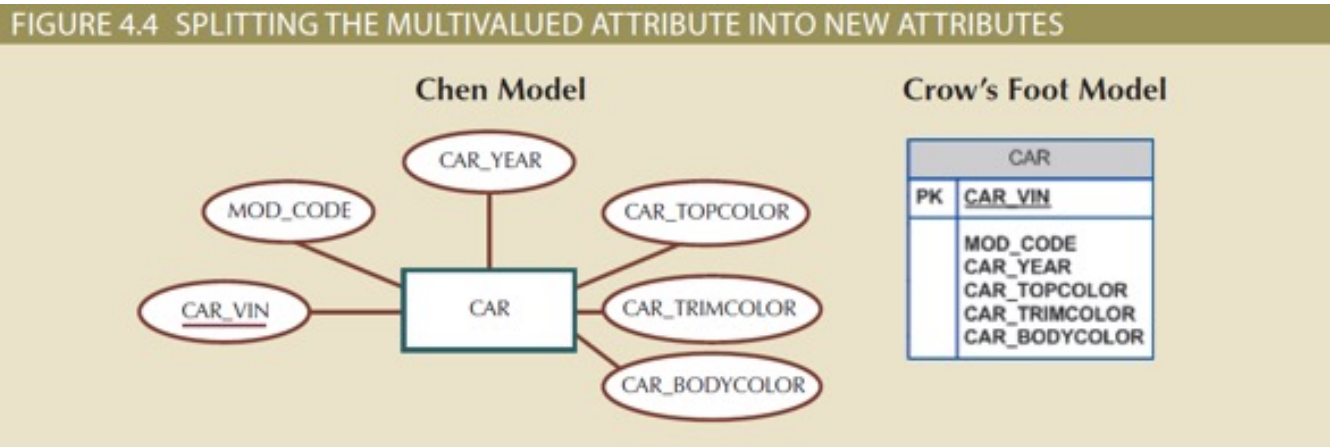 FIGURE 4.4 SPLITTING THE MULTIVALUED ATTRIBUTE INTO NEW ATTRIBUTES
Chen Model
CAR_YEAR
MOD_CODE
CAR_TOPCOLOR
CAR_VIN
CAR
CAR_TRIMCOLOR
CAR_BODYCOLOR
Crow's Foot Model
CAR
PK CAR_VIN
MOD_CODE
CAR_YEAR
CAR_TOPCOLOR
CAR_TRIMCOLOR
CAR_BODYCOLOR